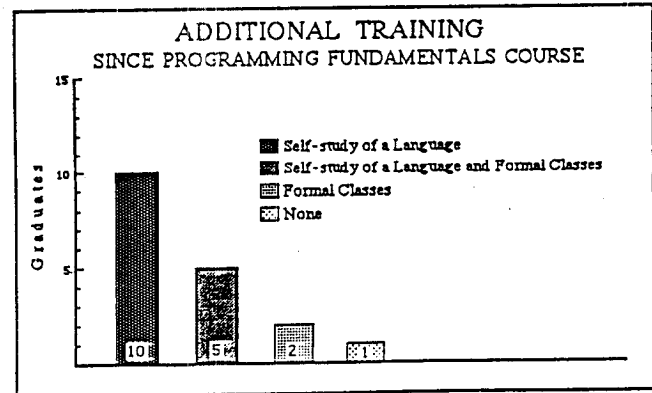 ADDITIONAL TRAINING
SINCE PROGRAMMING FUNDAMENTALS COURSE
15
10
5
Graduates
Self-study of a Language
Self-study of a Language and Formal Classes
Formal Classes
None
10 5 2 1